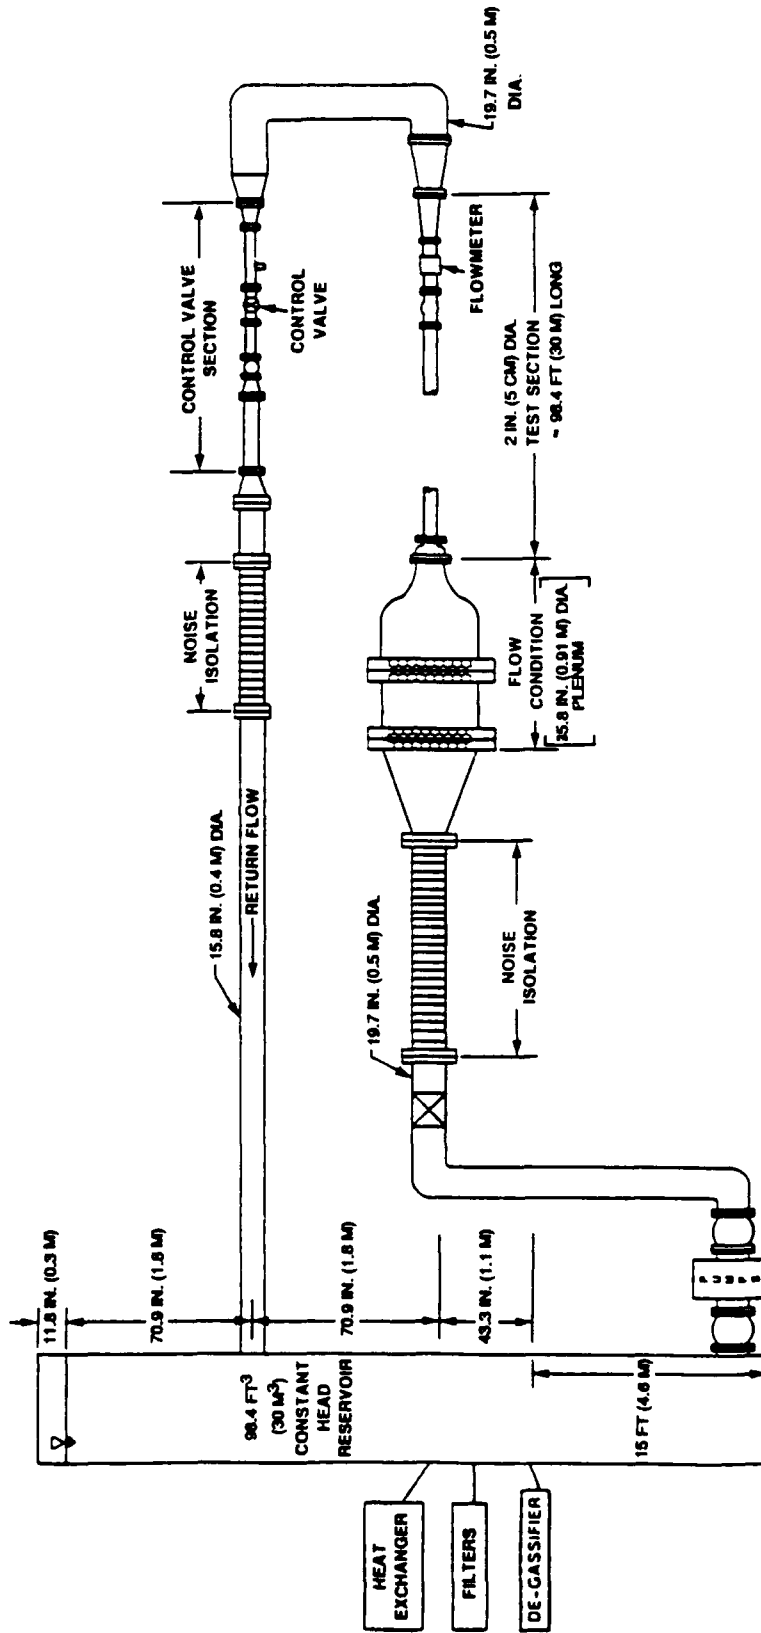 11.8 IN. (0.3 M)
70.9 IN. (1.8 M)
70.9 IN. (1.8 M)
43.3 IN. (1.1 M)
15 FT (4.6 M)
98.4 FT3
(30 M3)
CONSTANT
HEAD
RESERVOIR
HEAT
EXCHANGER
FILTERS
DE-GASSIFIER
PUMPS
15.8 IN. (0.4 M) DIA.
RETURN FLOW
NOISE
ISOLATION
CONTROL VALVE
SECTION
CONTROL
VALVE
19.7 IN. (0.5 M)
DIA.
FLOWMETER
2 IN. (5 CM) DIA.
TEST SECTION
~ 98.4 FT (30 M) LONG
FLOW
CONDITION
35.8 IN. (0.91 M) DIA.
PLENUM
19.7 IN. (0.5 M) DIA.
NOISE
ISOLATION